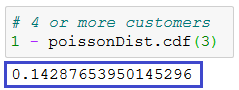 # 4 or more customers
1 - poissonDist.cdf(3)
0.14287653950145296